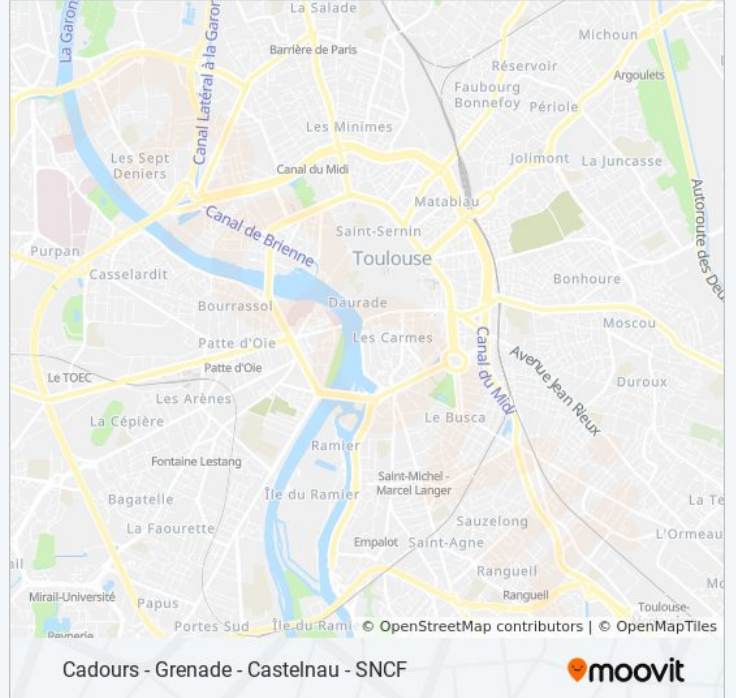 La Salade
La Garon
Canal Latéral à la Garor
Barrière de Paris
Michoun
Réservoir
Argoulets
Faubourg
Bonnefoy
Périole
Les Minimes
Les Sept
Deniers
Canal du Midi
Jolimont
La Juncasse
Matabiau
Autoroute des Deu
Canal de Brienne
Saint-Sernin
Purpan
Toulouse
Casselardit
Bonhoure
Bourrassol
Daurade
Moscou
Patte d'Oie
Les Carmes
Canal du Midi
Avenue Jean Rieux
Patte d'Oie
Le TOEC
Duroux
Les Arènes
La Cépière
Le Busca
Ramier
Fontaine Lestang
Saint-Michel -
Marcel Langer
Bagatelle
Île du Ramier
La Te
La Faourette
Sauzelong
L'Ormeau
Empalot
Saint-Agne
Rangueil
Mirail-Université
Papus
Rangueil
Toulouse-
Portes Sud
Île du Ramie
© OpenStreetMap contributors | © OpenMapTiles
Cadours - Grenade - Castelnau - SNCF
moovit